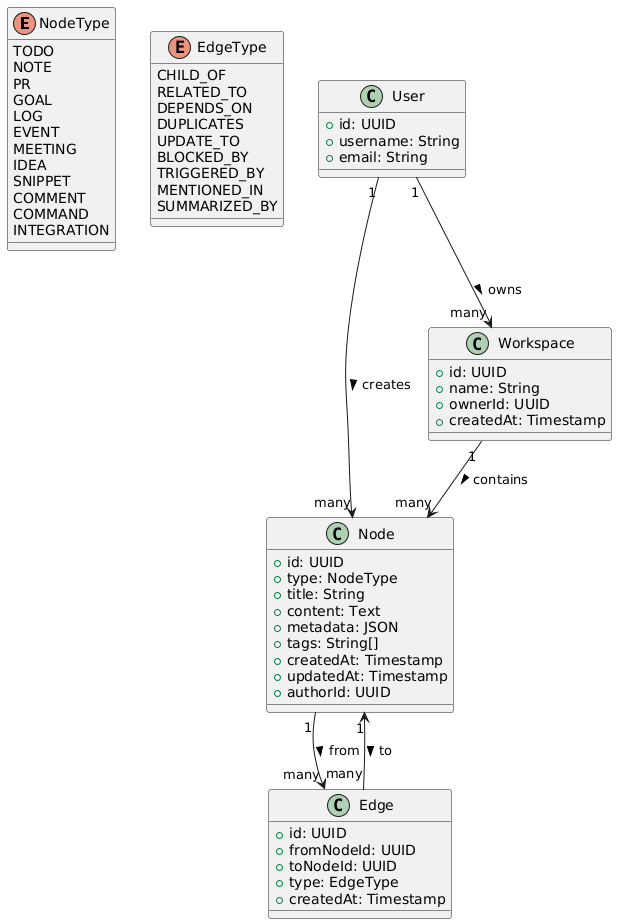 E NodeType
TODO
NOTE
PR
GOAL
LOG
EVENT
MEETING
IDEA
SNIPPET
COMMENT
COMMAND
INTEGRATION
E EdgeType
CHILD_OF
RELATED_TO
DEPENDS_ON
DUPLICATES
UPDATE_TO
BLOCKED_BY
TRIGGERED_BY
MENTIONED_IN
SUMMARIZED_BY
C User
id: UUID
username: String
email: String
1
1
owns
many
C Workspace
id: UUID
name: String
ownerId: UUID
createdAt: Timestamp
creates
1
contains
many
many
C Node
id: UUID
type: NodeType
title: String
content: Text
metadata: JSON
tags: String[]
createdAt: Timestamp
updatedAt: Timestamp
authorId: UUID
1
1
from
to
many
many
C Edge
id: UUID
fromNodeId: UUID
toNodeId: UUID
type: EdgeType
createdAt: Timestamp